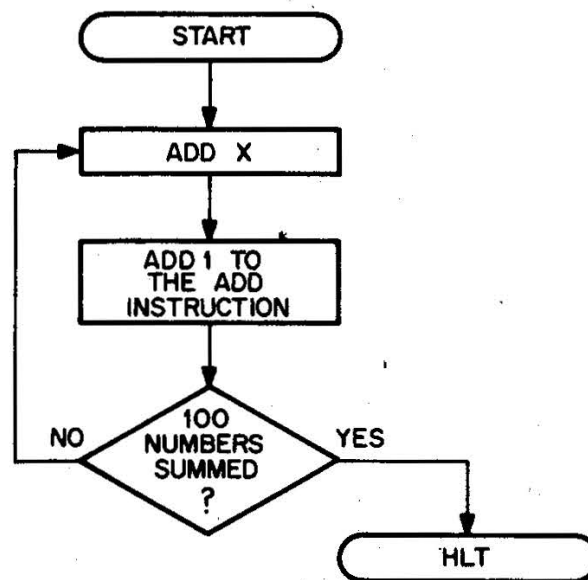 START
ADD X
ADD 1 TO
THE ADD
INSTRUCTION
100
NUMBERS
SUMMED
?
NO
YES
HLT